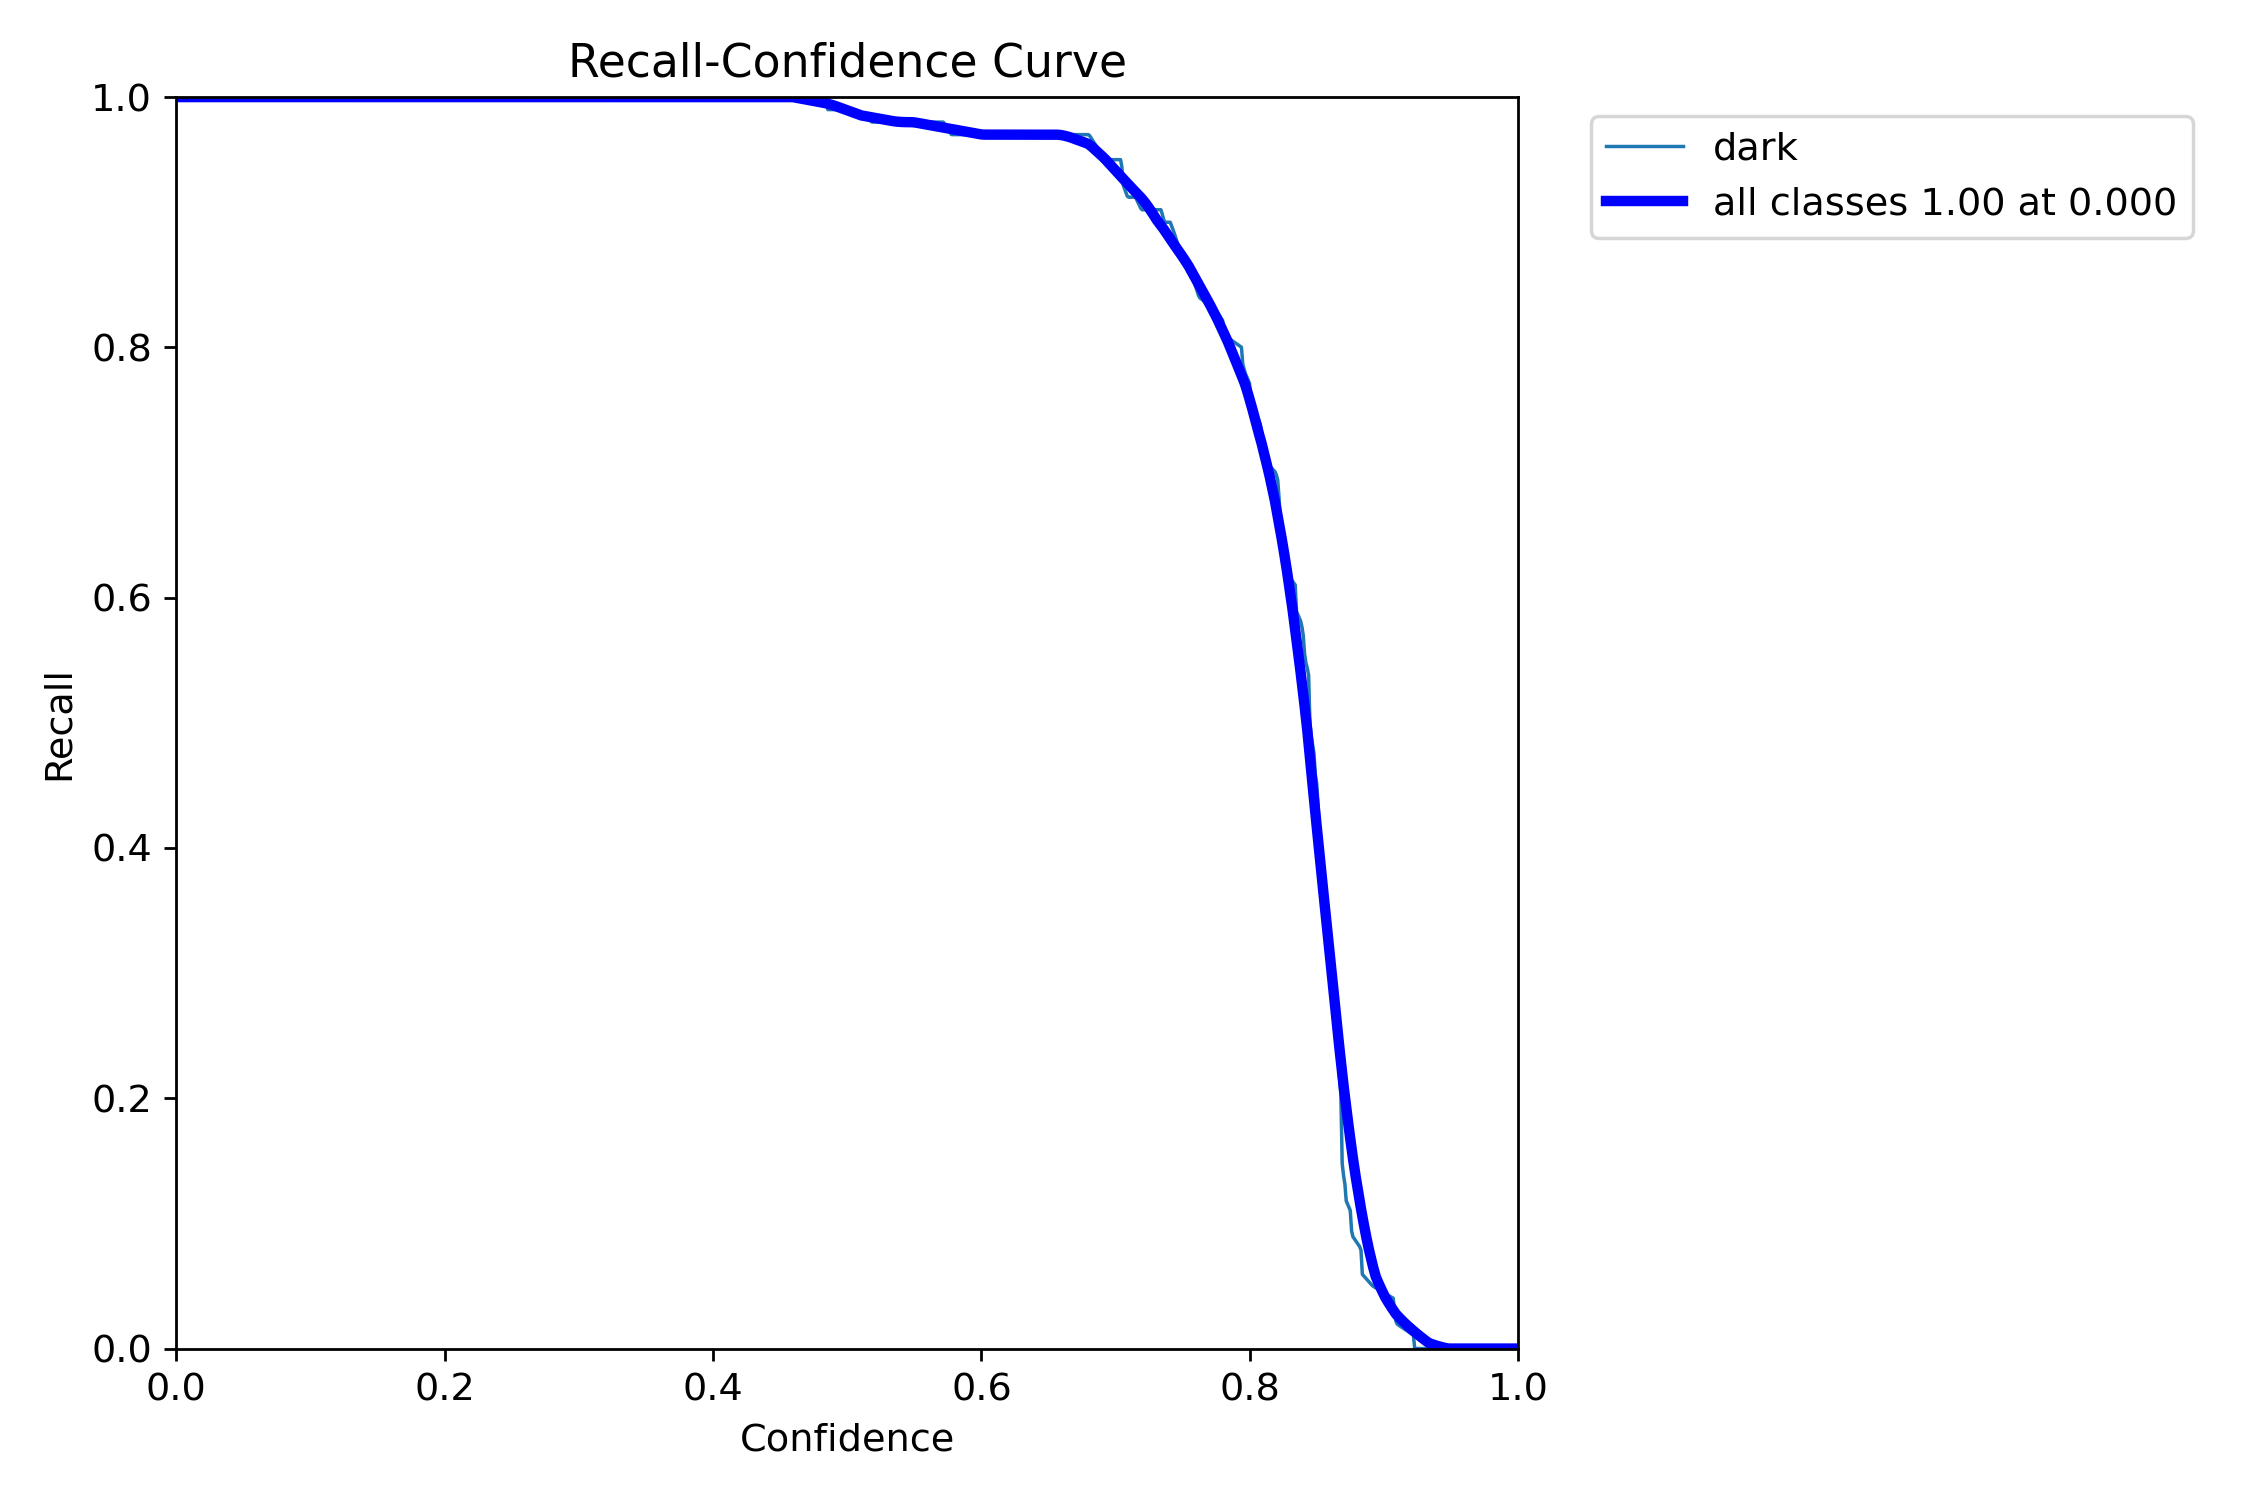 Recall-Confidence Curve
1.0
0.8
0.6
0.4
0.2
0.0
Recall
0.0 0.2 0.4 0.6 0.8 1.0
Confidence
dark
all classes 1.00 at 0.000